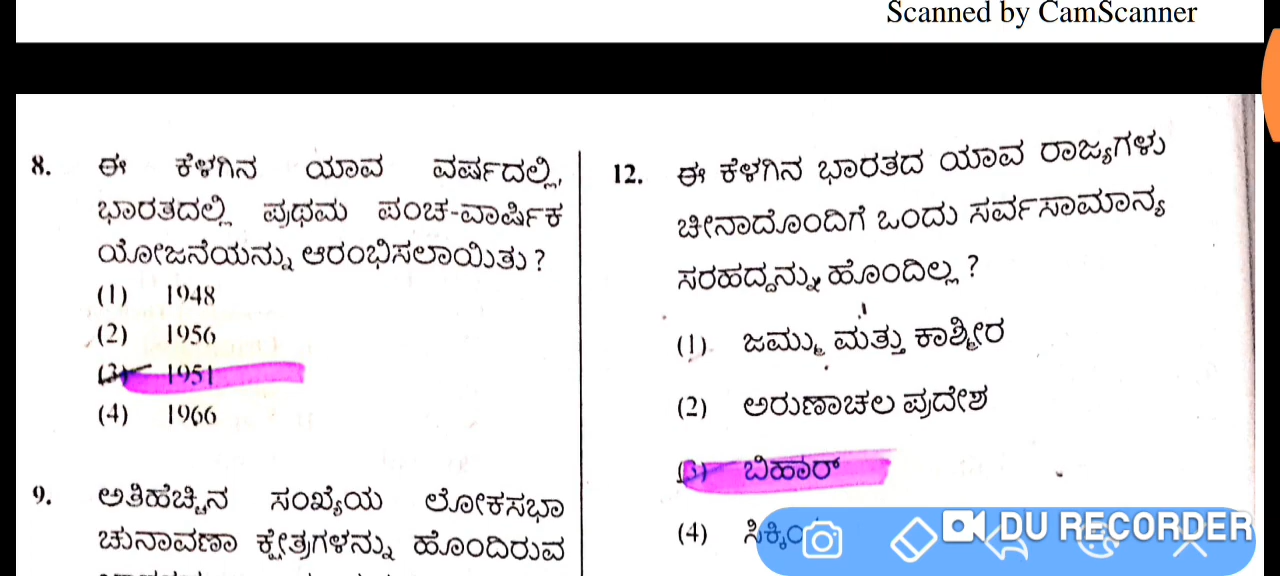 Scanned by CamScanner
8. ಈ ಕೆಳಗಿನ ಯಾವ ವರ್ಷದಲ್ಲಿ,
ಭಾರತದಲ್ಲಿ ಪ್ರಥಮ ಪಂಚ-ವಾರ್ಷಿಕ
ಯೋಜನೆಯನ್ನು ಆರಂಭಿಸಲಾಯಿತು ?
(1) 1948
(2) 1956
(3) 1951
(4) 1966
9. ಅತಿಹೆಚ್ಚಿನ ಸಂಖ್ಯೆಯ ಲೋಕಸಭಾ
ಚುನಾವಣಾ ಕ್ಷೇತ್ರಗಳನ್ನು ಹೊಂದಿರುವ
12. ಈ ಕೆಳಗಿನ ಭಾರತದ ಯಾವ ರಾಜ್ಯಗಳು
ಚೀನಾದೊಂದಿಗೆ ಒಂದು ಸರ್ವಸಾಮಾನ್ಯ
ಸರಹದ್ದನ್ನು ಹೊಂದಿಲ್ಲ ?
(1) ಜಮ್ಮು ಮತ್ತು ಕಾಶ್ಮೀರ
(2) ಅರುಣಾಚಲ ಪ್ರದೇಶ
(3) ಬಿಹಾರ್
(4)
DU RECORDER